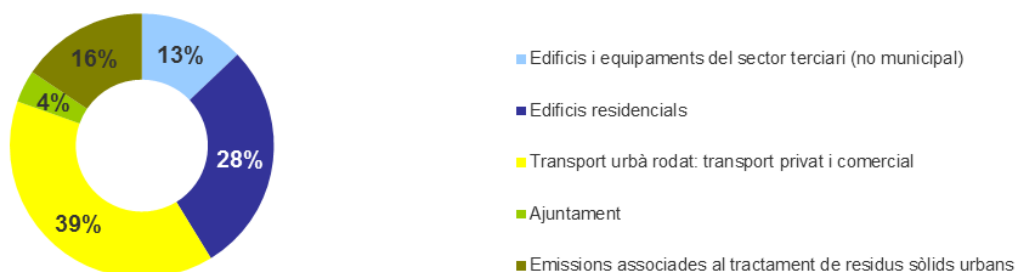 16%
13%
4%
28%
39%
Edificis i equipaments del sector terciari (no municipal)
Edificis residencials
Transport urbà rodat: transport privat i comercial
Ajuntament
Emissions associades al tractament de residus sòlids urbans